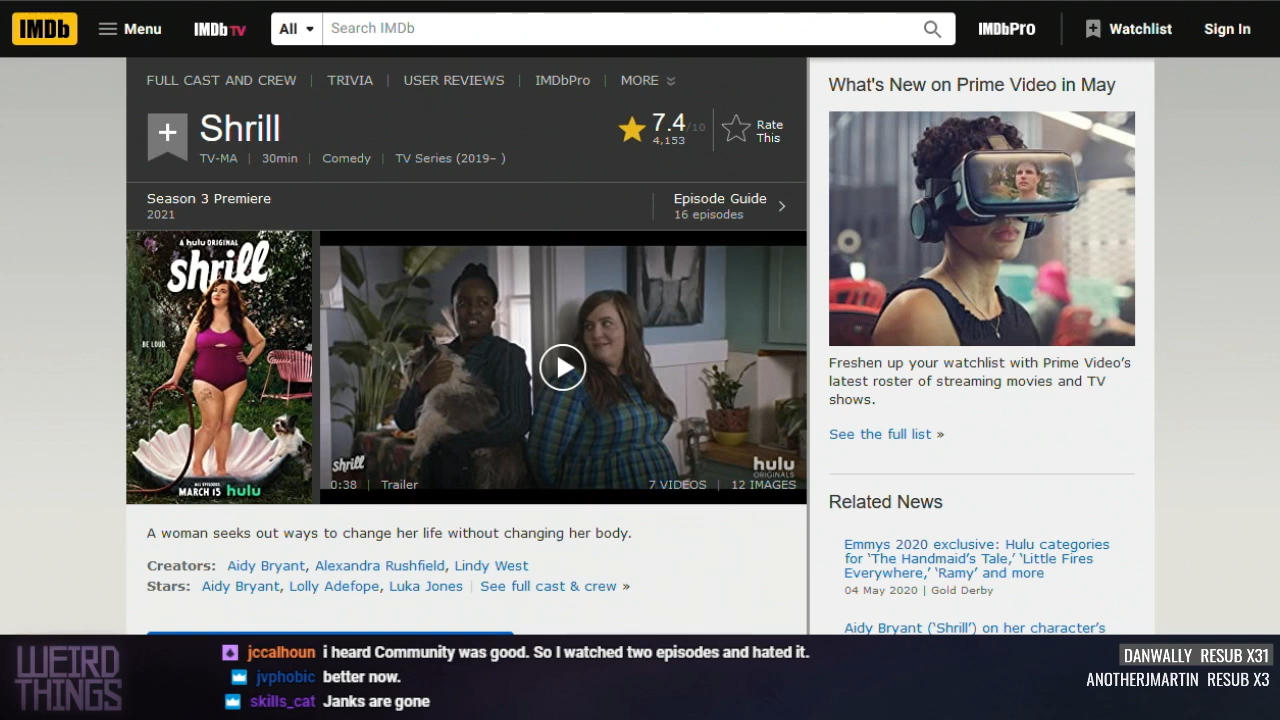 IMDb
Menu
IMDb TV
All
Search IMDb
IMDbPRO
Watchlist
Sign In
FULL CAST AND CREW
TRIVIA
USER REVIEWS
IMDbPro
MORE
+
Shrill
7.4/10
4,153
Rate This
TV-MA | 30min | Comedy | TV Series (2019– )
Season 3 Premiere
2021
Episode Guide
16 episodes
A hulu ORIGINAL
shrill
BE LOUD.
ALL EPISODES
MARCH 15 hulu
shrill
hulu
ORIGINALS
0:38 | Trailer
7 VIDEOS | 12 IMAGES
A woman seeks out ways to change her life without changing her body.
Creators: Aidy Bryant, Alexandra Rushfield, Lindy West
Stars: Aidy Bryant, Lolly Adefope, Luka Jones | See full cast & crew »
What's New on Prime Video in May
Freshen up your watchlist with Prime Video's
latest roster of streaming movies and TV
shows.
See the full list »
Related News
Emmys 2020 exclusive: Hulu categories
for ‘The Handmaid’s Tale,’ ‘Little Fires
Everywhere,’ ‘Ramy’ and more
04 May 2020 | Gold Derby
Aidy Bryant (‘Shrill’) on her character’s
WEIRD
THINGS
jccalhoun i heard Community was good. So I watched two episodes and hated it.
jvphobic better now.
skills_cat Janks are gone
DANWALLY RESUB X31
ANOTHERJMARTIN RESUB X3